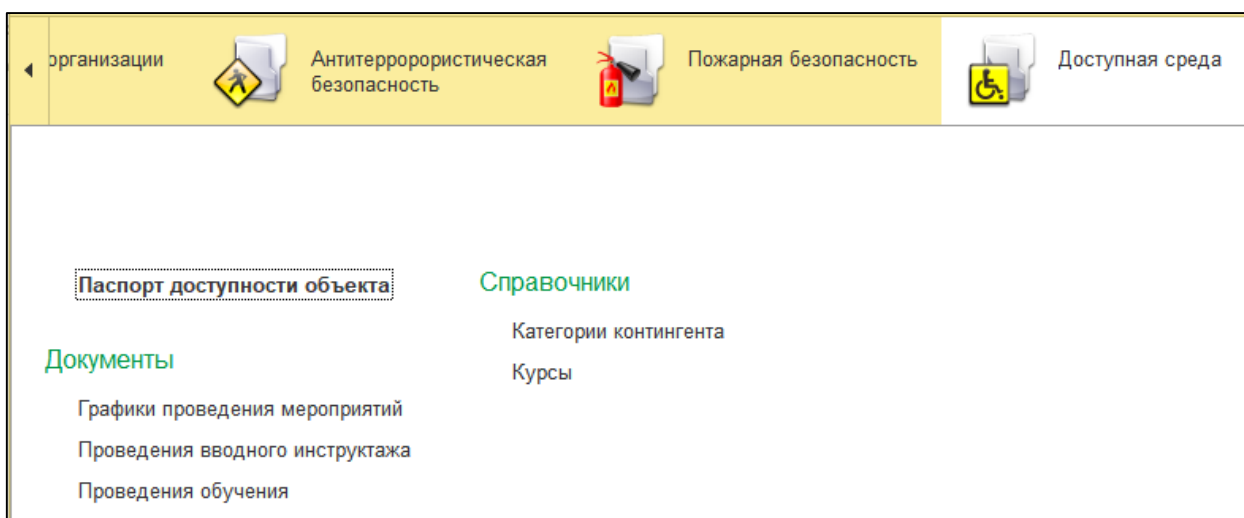 организации
Антитерророристическая
безопасность
Пожарная безопасность
Доступная среда
Паспорт доступности объекта
Документы
Графики проведения мероприятий
Проведения вводного инструктажа
Проведения обучения
Справочники
Категории контингента
Курсы